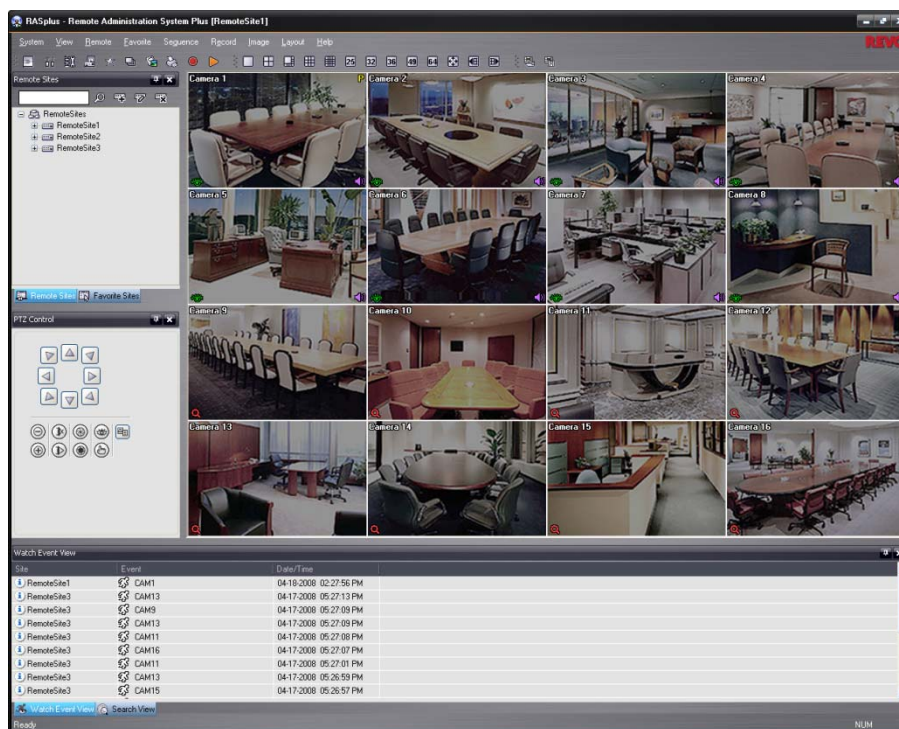 RASplus - Remote Administration System Plus [RemoteSite1]
System View Remote Favorite Sequence Record Image Layout Help
REVO
25 32 36 49 64
Remote Sites
RemoteSites
RemoteSite1
RemoteSite2
RemoteSite3
Remote Sites Favorite Sites
PTZ Control
Camera 1 P Camera 2 Camera 3 Camera 4
Camera 5 Camera 6 Camera 7 Camera 8
Camera 9 Camera 10 Camera 11 Camera 12
Camera 13 Camera 14 Camera 15 Camera 16
Watch Event View
Site Event Date/Time
RemoteSite1 CAM1 04-18-2008 02:27:56 PM
RemoteSite3 CAM13 04-17-2008 05:27:13 PM
RemoteSite3 CAM9 04-17-2008 05:27:09 PM
RemoteSite3 CAM13 04-17-2008 05:27:09 PM
RemoteSite3 CAM11 04-17-2008 05:27:08 PM
RemoteSite3 CAM16 04-17-2008 05:27:07 PM
RemoteSite3 CAM11 04-17-2008 05:27:01 PM
RemoteSite3 CAM13 04-17-2008 05:26:59 PM
RemoteSite3 CAM15 04-17-2008 05:26:57 PM
Watch Event View Search View
Ready NUM